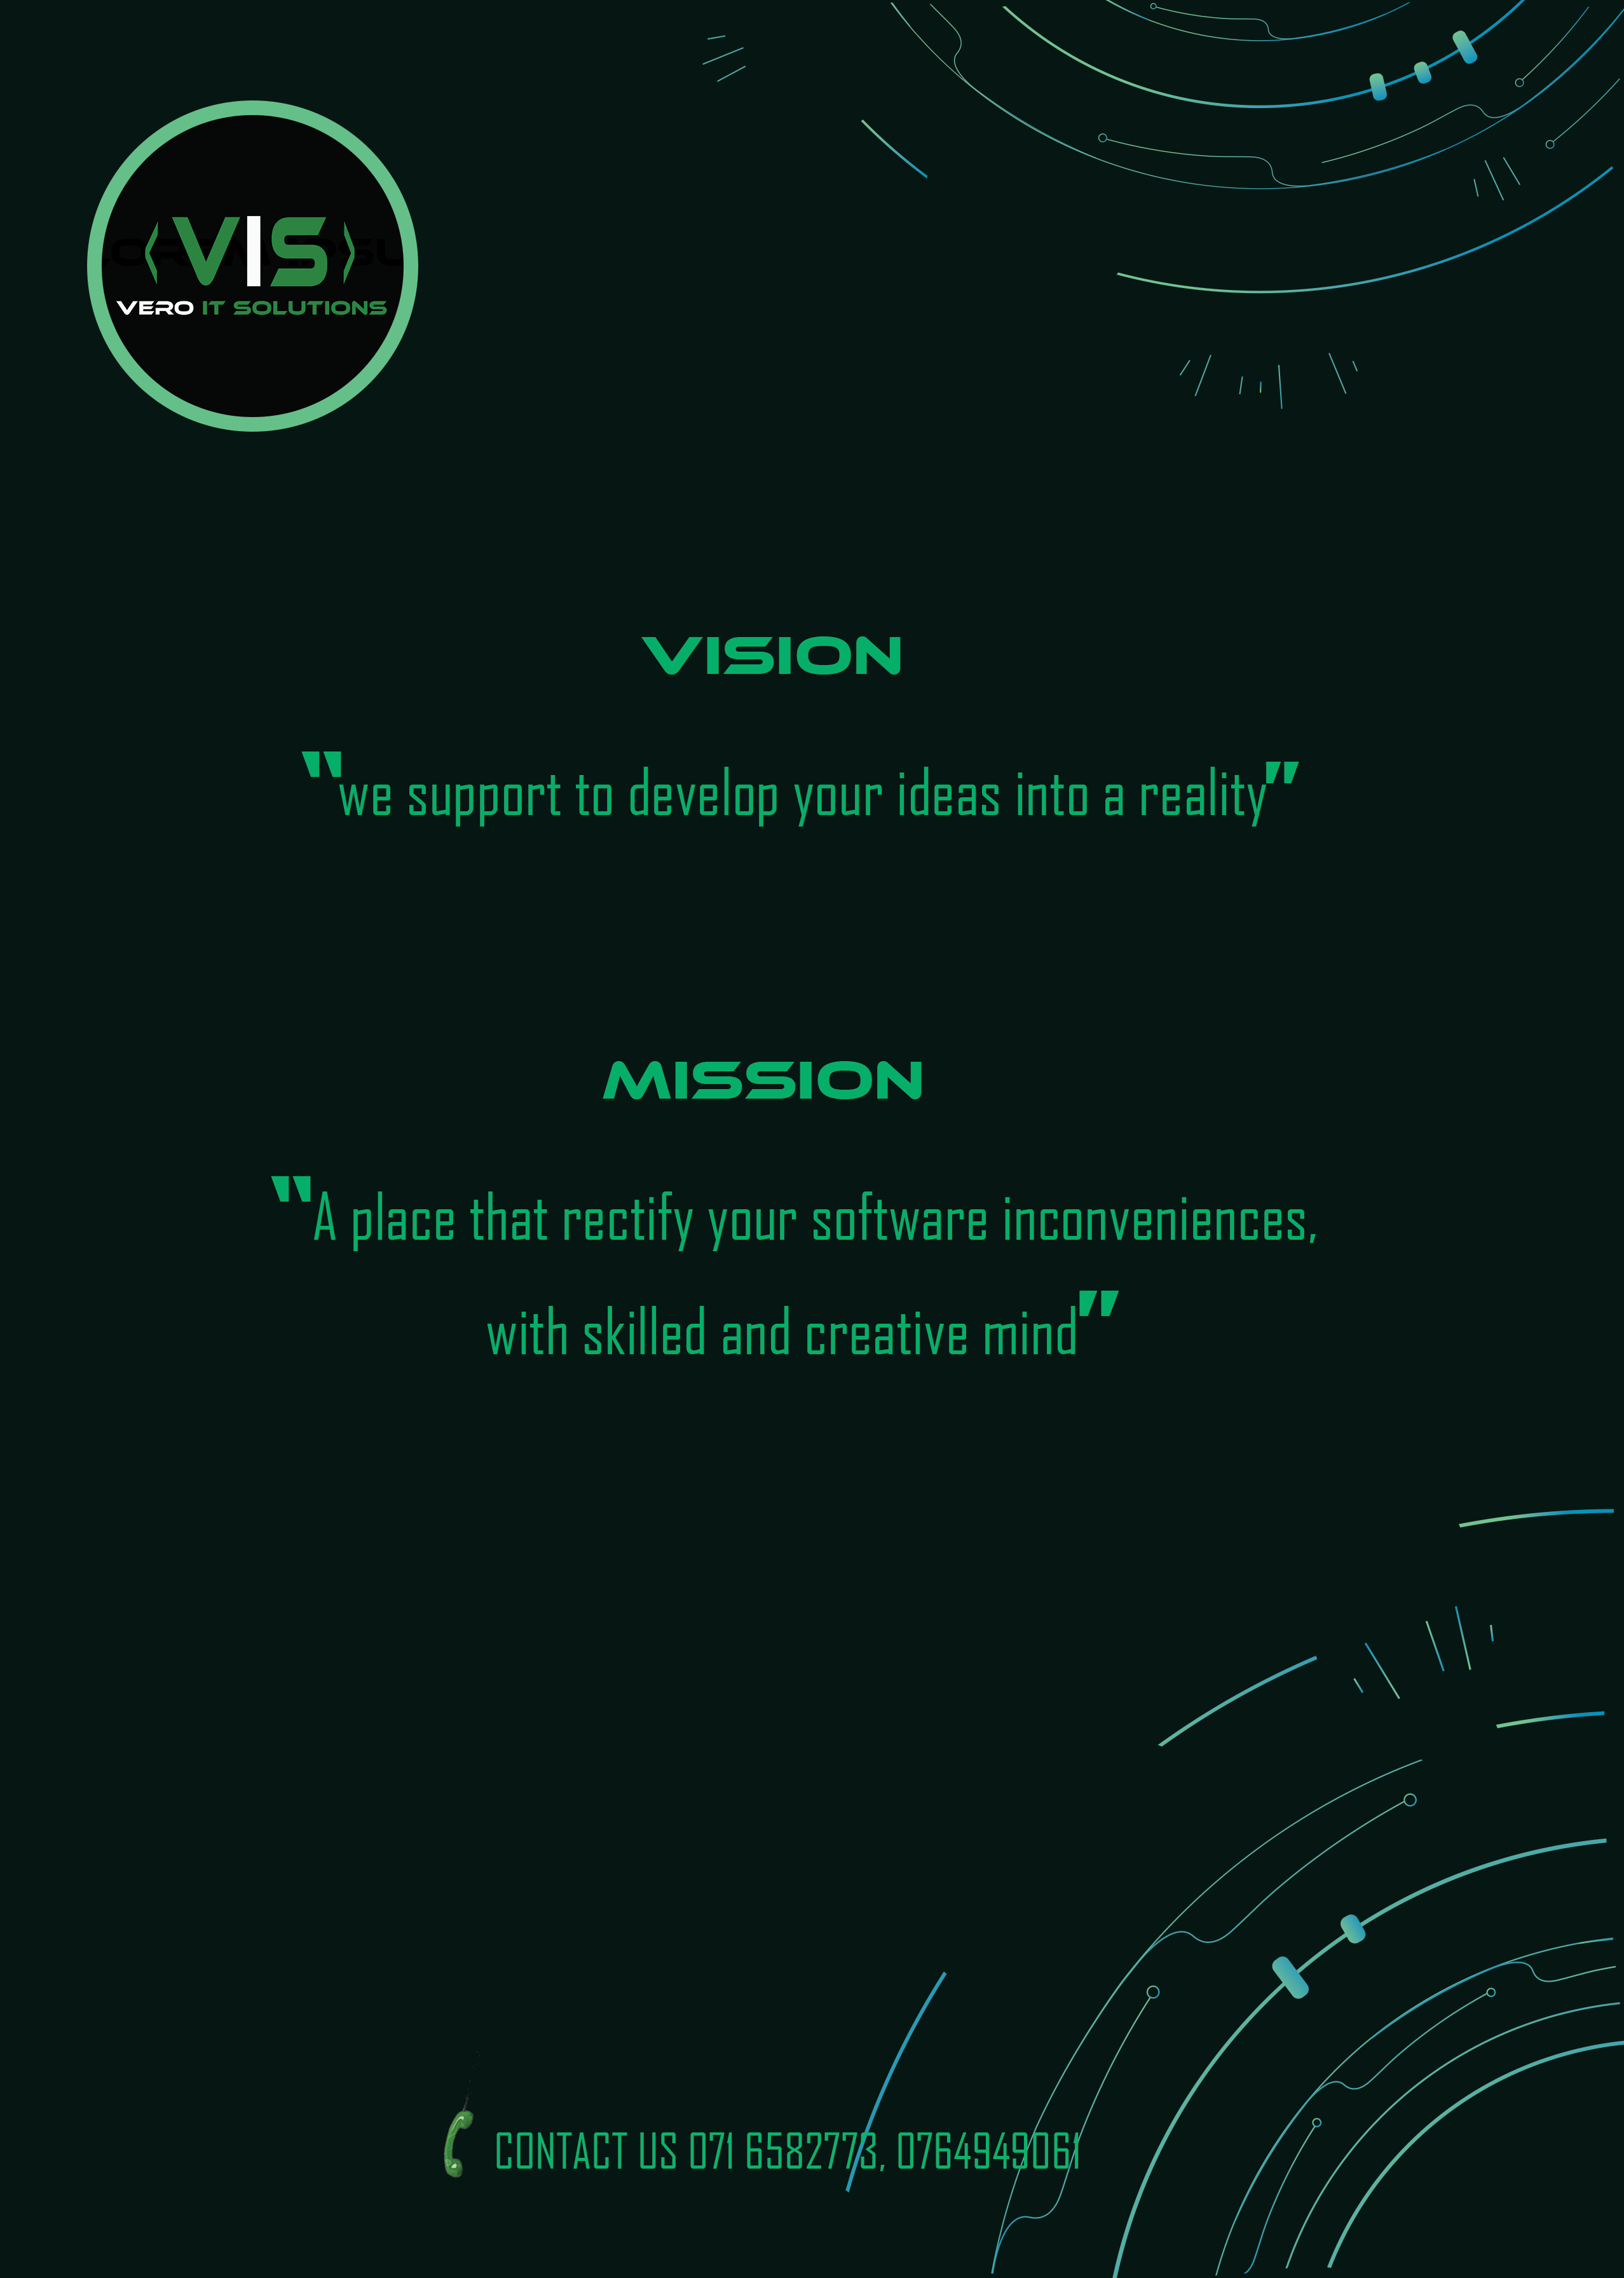 ⟨VIS⟩
VERO IT SOLUTIONS
VISION
"we support to develop your ideas into a reality"
MISSION
"A place that rectify your software inconveniences,
with skilled and creative mind"
CONTACT US 071 6582773, 0764949061